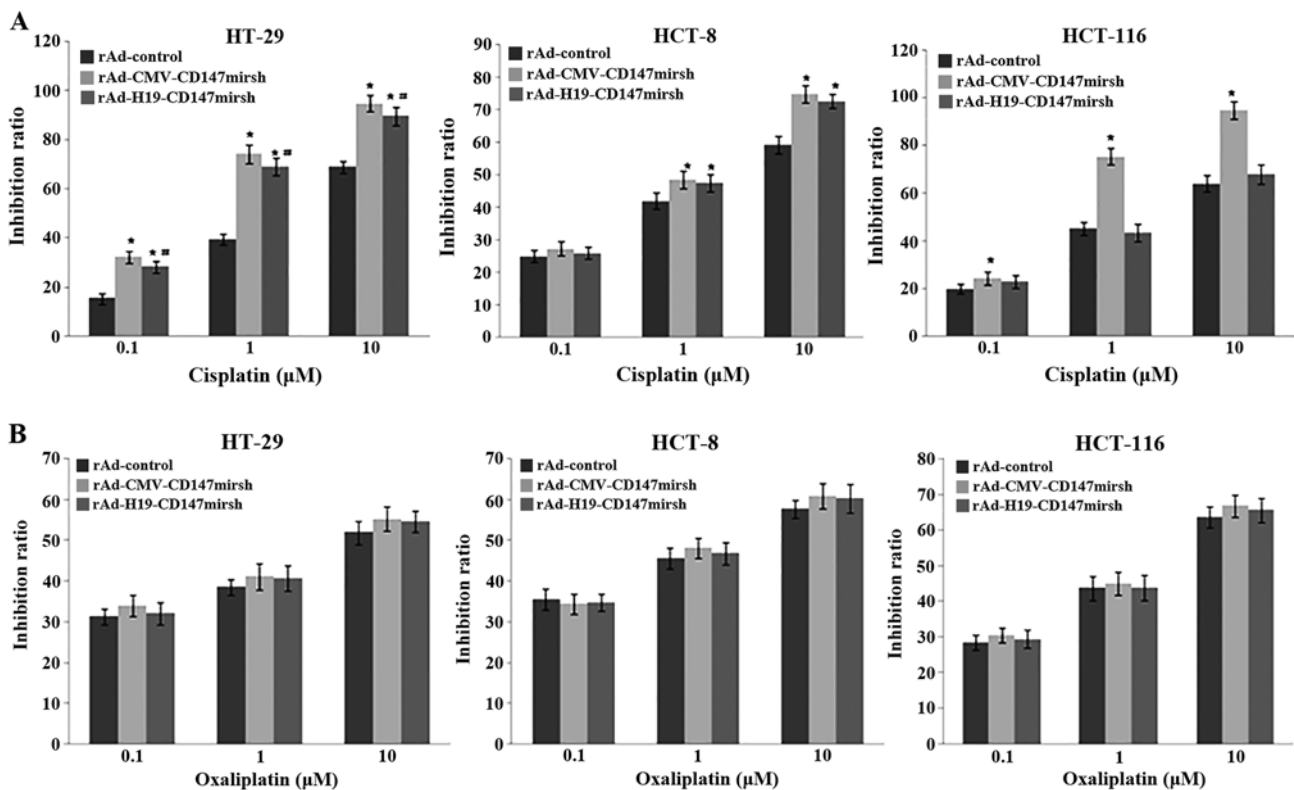 A
HT-29
rAd-control
rAd-CMV-CD147mirsh
rAd-H19-CD147mirsh
Inhibition ratio
120
100
80
60
40
20
0
* * ##
* * ##
* * ##
0.1 1 10
Cisplatin (μM)
HCT-8
rAd-control
rAd-CMV-CD147mirsh
rAd-H19-CD147mirsh
Inhibition ratio
90
80
70
60
50
40
30
20
10
0
* *
* *
0.1 1 10
Cisplatin (μM)
HCT-116
rAd-control
rAd-CMV-CD147mirsh
rAd-H19-CD147mirsh
Inhibition ratio
120
100
80
60
40
20
0
*
*
*
0.1 1 10
Cisplatin (μM)
B
HT-29
rAd-control
rAd-CMV-CD147mirsh
rAd-H19-CD147mirsh
Inhibition ratio
70
60
50
40
30
20
10
0
0.1 1 10
Oxaliplatin (μM)
HCT-8
rAd-control
rAd-CMV-CD147mirsh
rAd-H19-CD147mirsh
Inhibition ratio
70
60
50
40
30
20
10
0
0.1 1 10
Oxaliplatin (μM)
HCT-116
rAd-control
rAd-CMV-CD147mirsh
rAd-H19-CD147mirsh
Inhibition ratio
80
70
60
50
40
30
20
10
0
0.1 1 10
Oxaliplatin (μM)